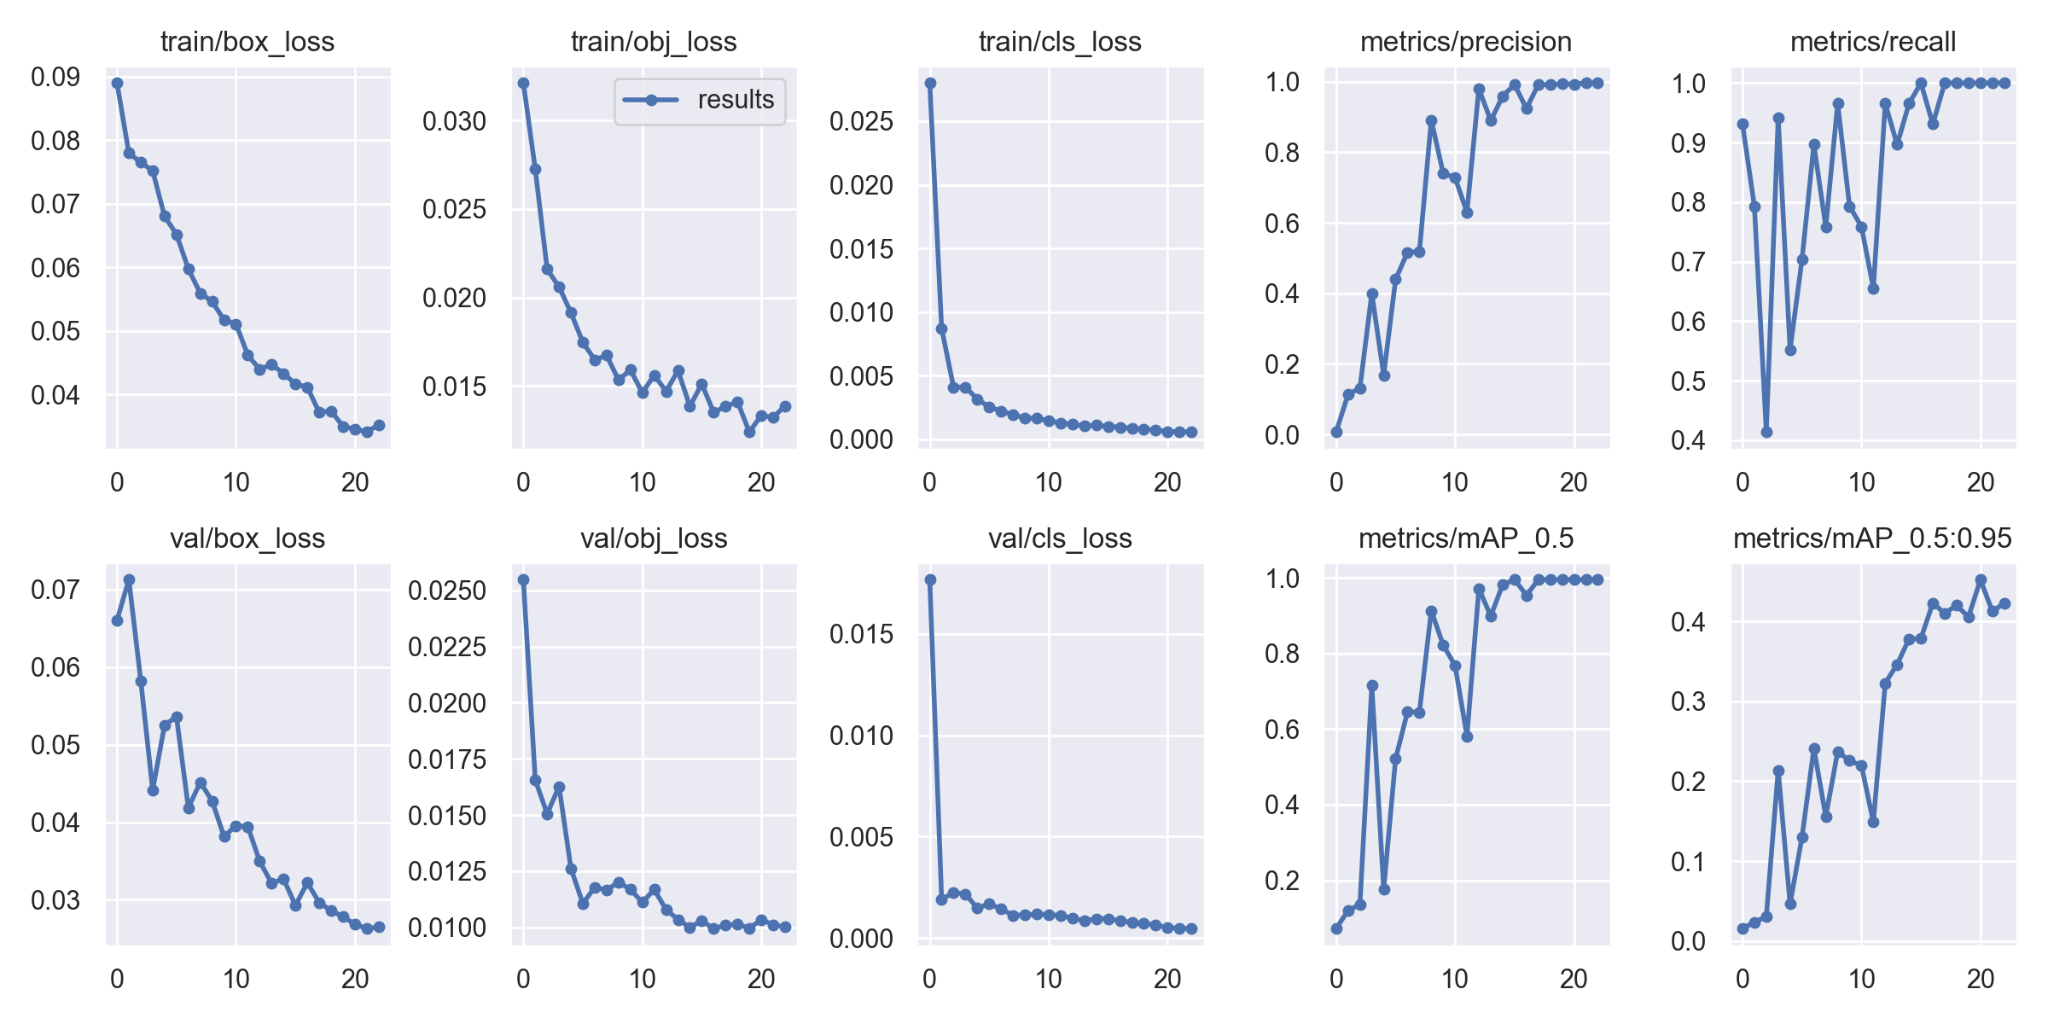 train/box_loss
0.09
0.08
0.07
0.06
0.05
0.04
0 10 20
train/obj_loss
results
0.030
0.025
0.020
0.015
0 10 20
train/cls_loss
0.025
0.020
0.015
0.010
0.005
0.000
0 10 20
metrics/precision
1.0
0.8
0.6
0.4
0.2
0.0
0 10 20
metrics/recall
1.0
0.9
0.8
0.7
0.6
0.5
0.4
0 10 20
val/box_loss
0.07
0.06
0.05
0.04
0.03
0 10 20
val/obj_loss
0.0250
0.0225
0.0200
0.0175
0.0150
0.0125
0.0100
0 10 20
val/cls_loss
0.015
0.010
0.005
0.000
0 10 20
metrics/mAP_0.5
1.0
0.8
0.6
0.4
0.2
0 10 20
metrics/mAP_0.5:0.95
0.4
0.3
0.2
0.1
0.0
0 10 20